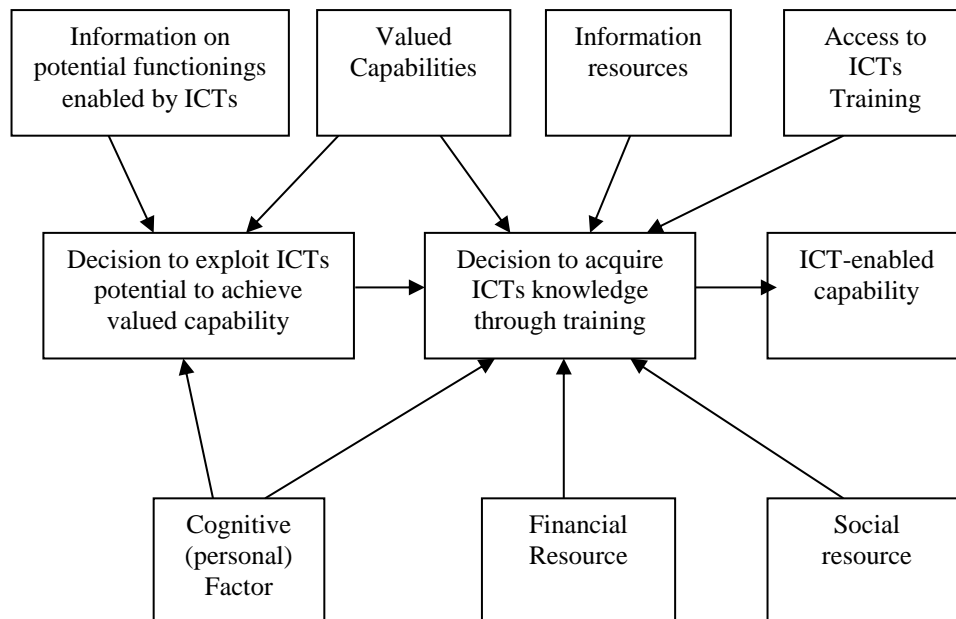 Information on
potential functionings
enabled by ICTs
Valued
Capabilities
Information
resources
Access to
ICTs
Training
Decision to exploit ICTs
potential to achieve
valued capability
Decision to acquire
ICTs knowledge
through training
ICT-enabled
capability
Cognitive
(personal)
Factor
Financial
Resource
Social
resource